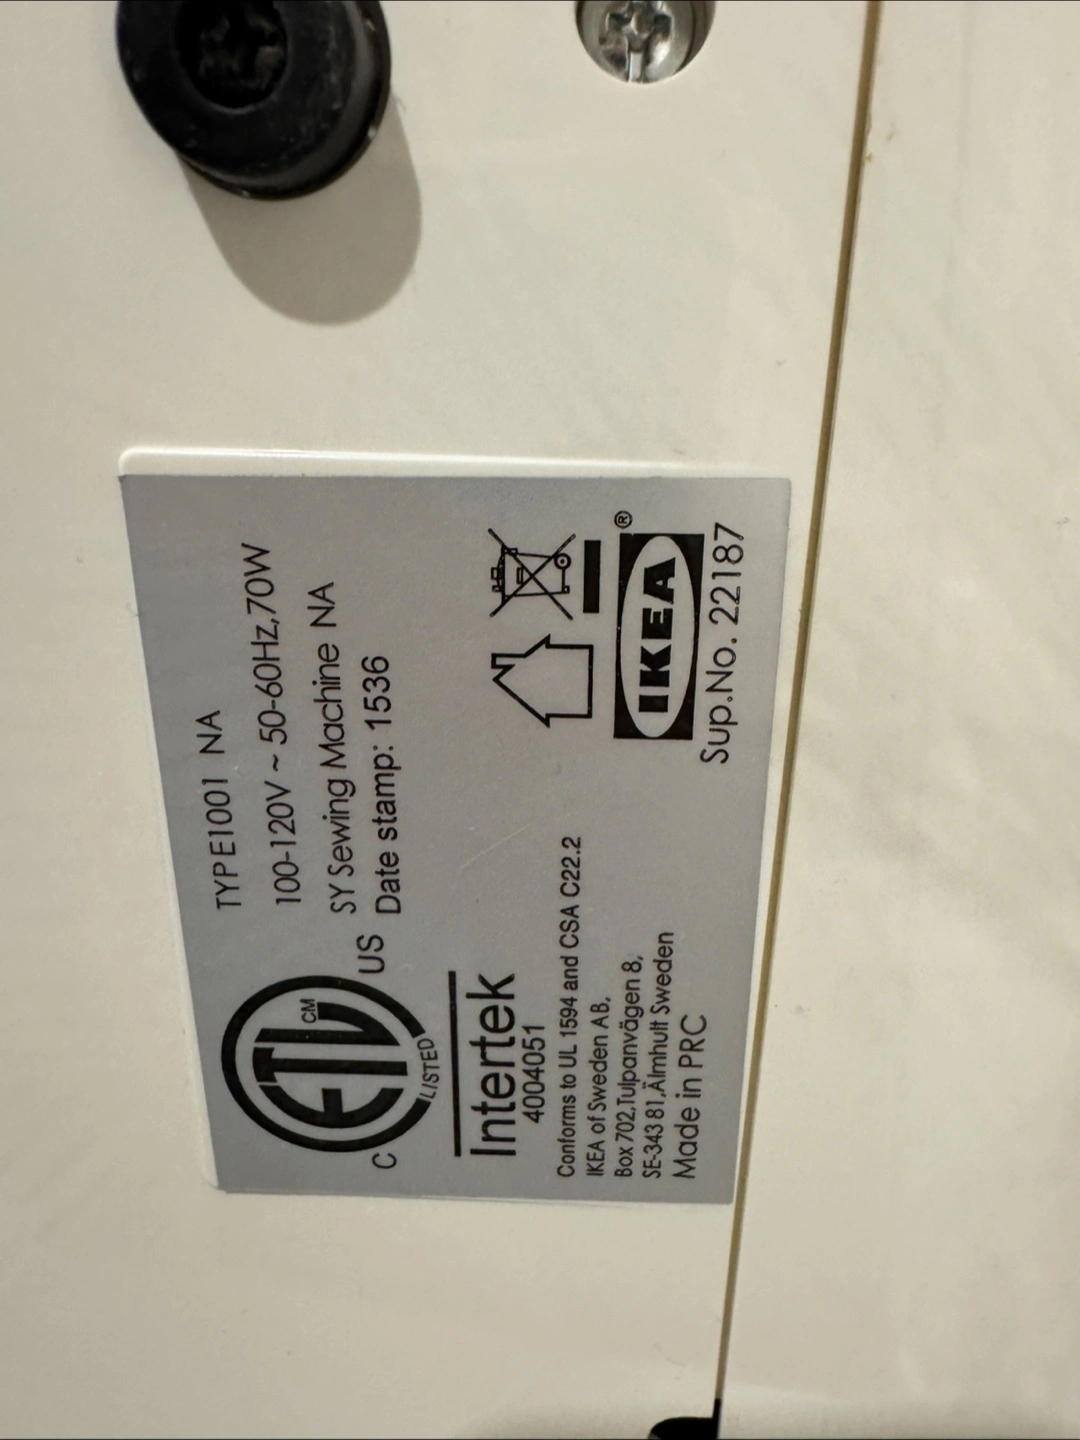 TYPE1001 NA
100-120V ~ 50-60Hz,70W
SY Sewing Machine NA
Date stamp: 1536
ETL CM
C LISTED US
Intertek
4004051
Conforms to UL 1594 and CSA C22.2
IKEA of Sweden AB,
Box 702,Tulpanvägen 8,
SE-343 81,Älmhult Sweden
Made in PRC
IKEA®
Sup.No. 22187